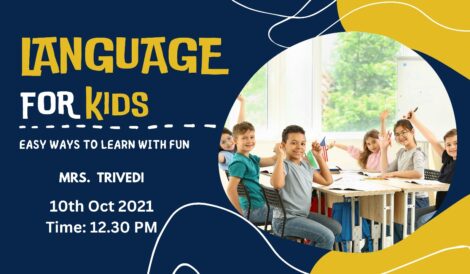 LANGUAGE
FOR KIDS
EASY WAYS TO LEARN WITH FUN
MRS. TRIVEDI
10th Oct 2021
Time: 12.30 PM